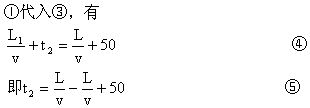 ①代入③，有
L₁/v + t₂ = L/v + 50 ④
即t₂ = L/v − L/v + 50 ⑤